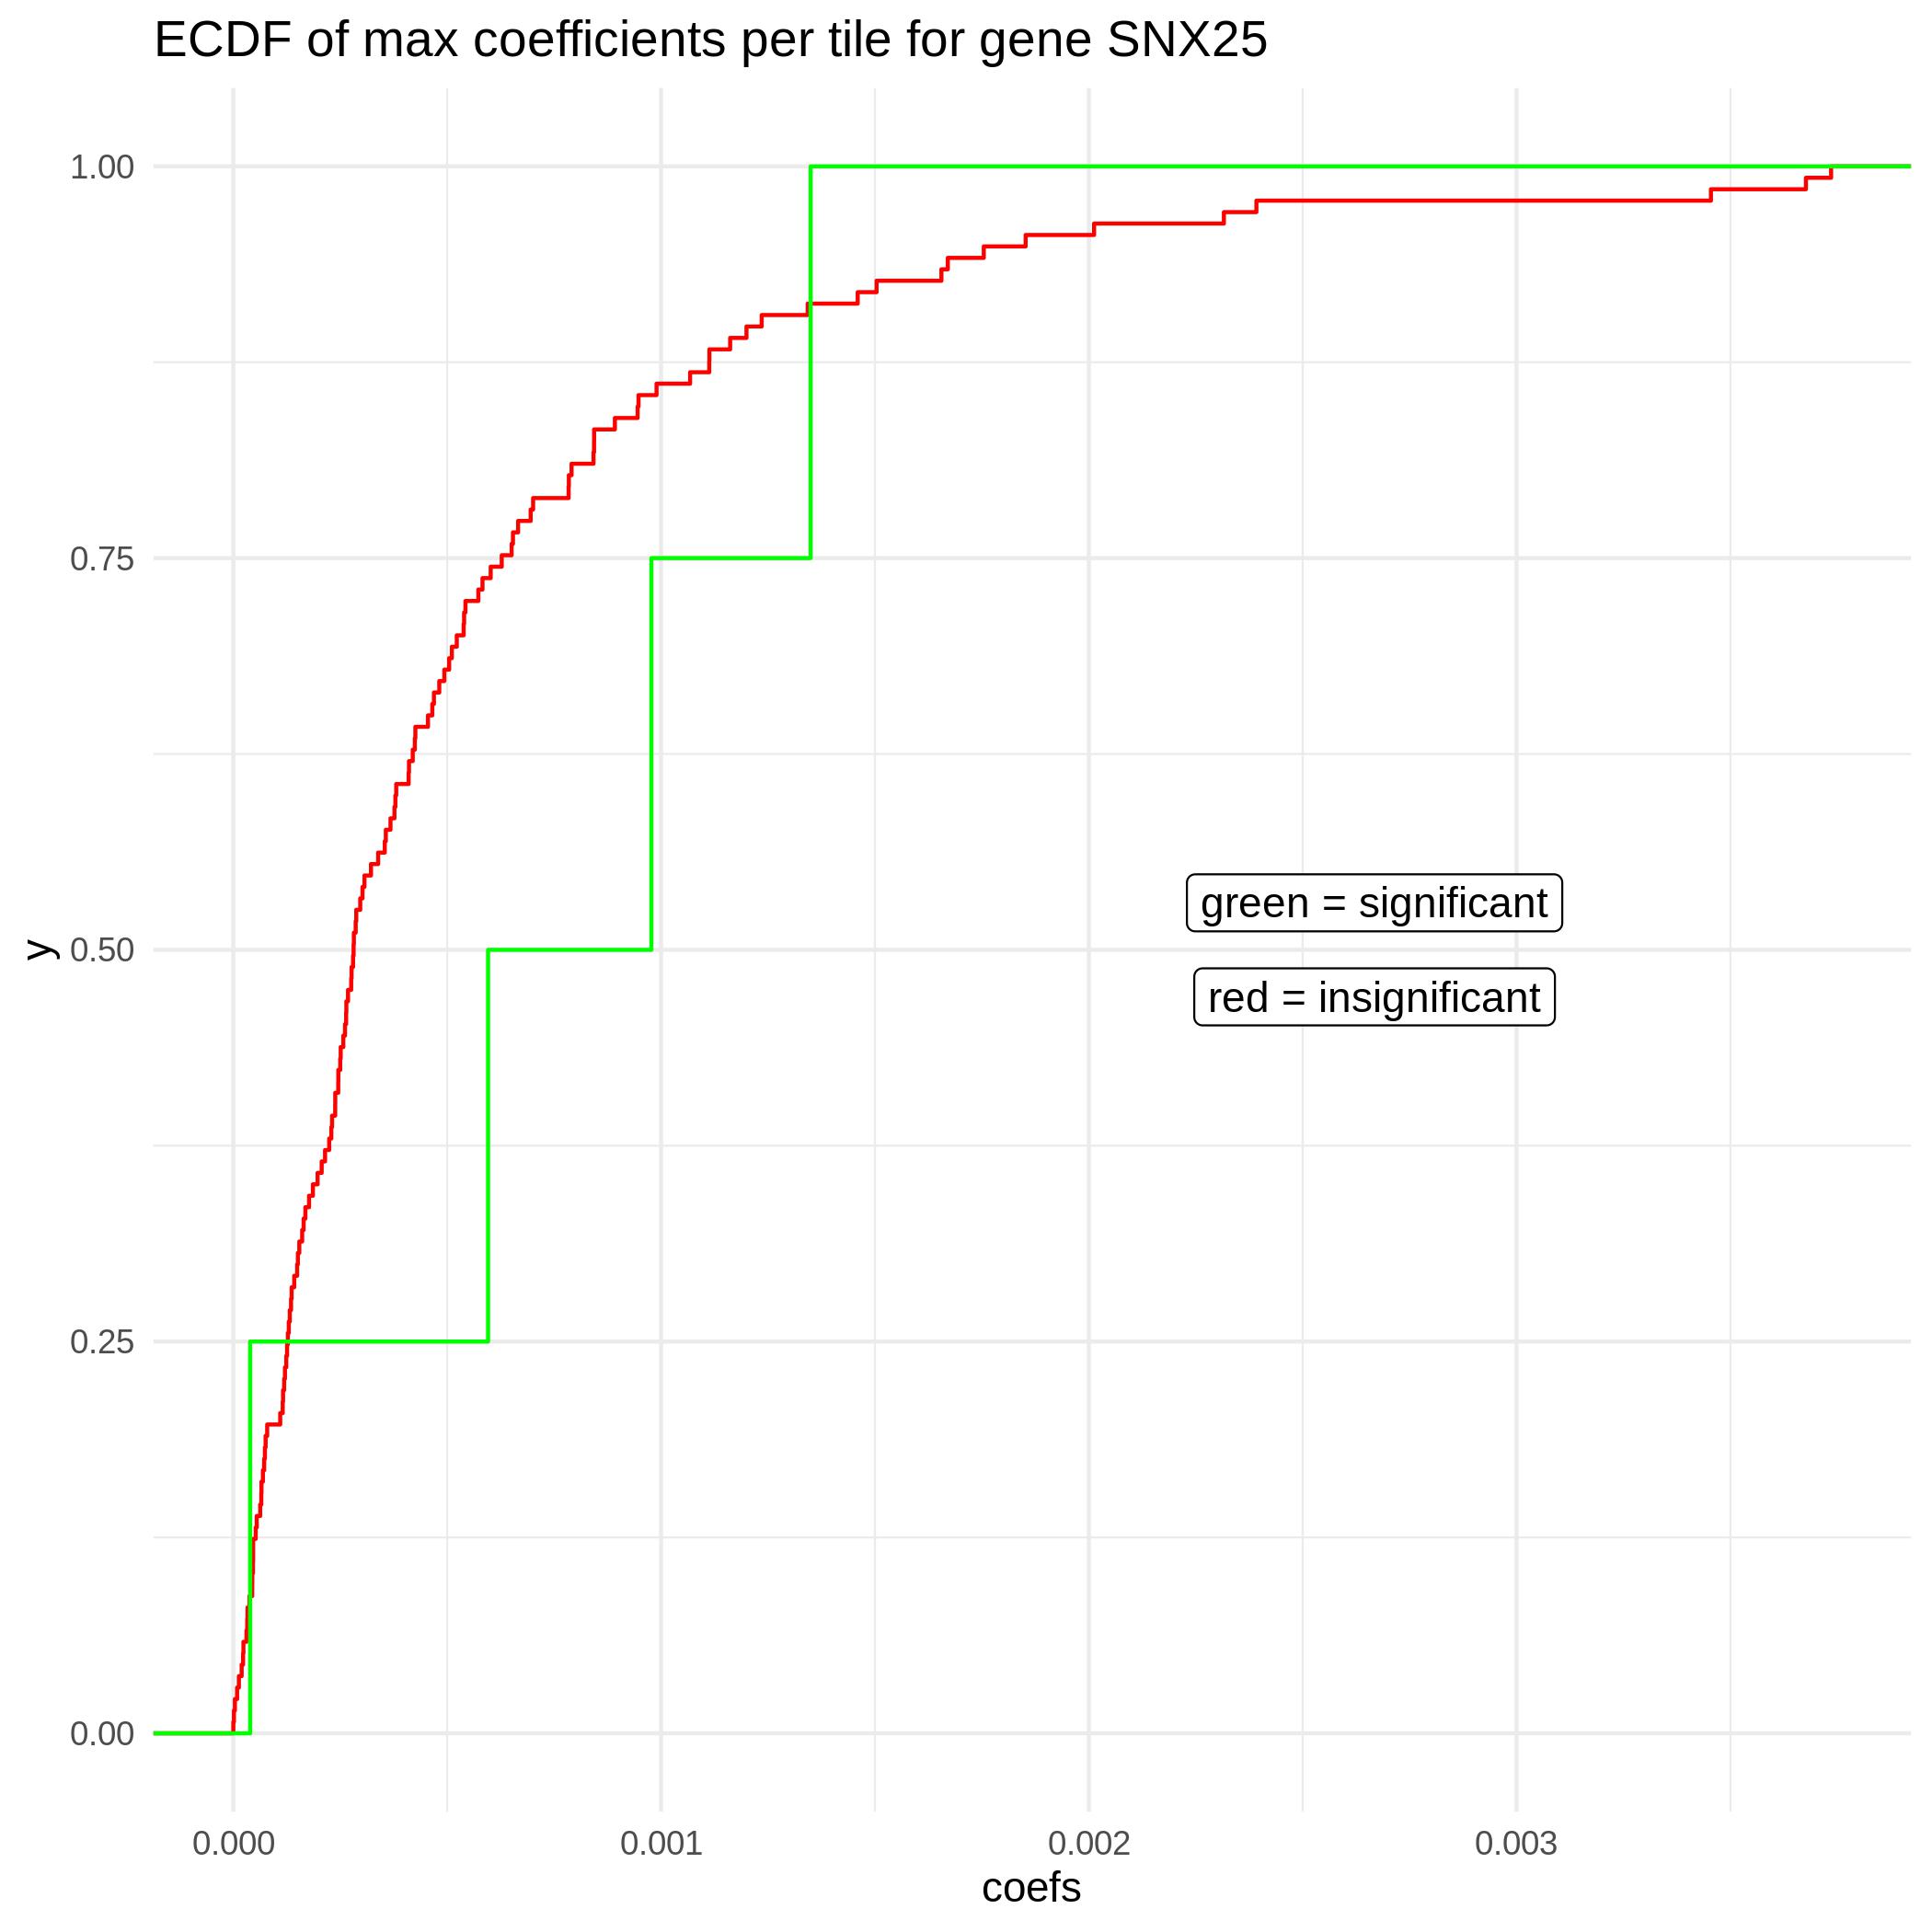 ECDF of max coefficients per tile for gene SNX25
1.00
0.75
0.50
0.25
0.00
y
green = significant
red = insignificant
0.000 0.001 0.002 0.003
coefs